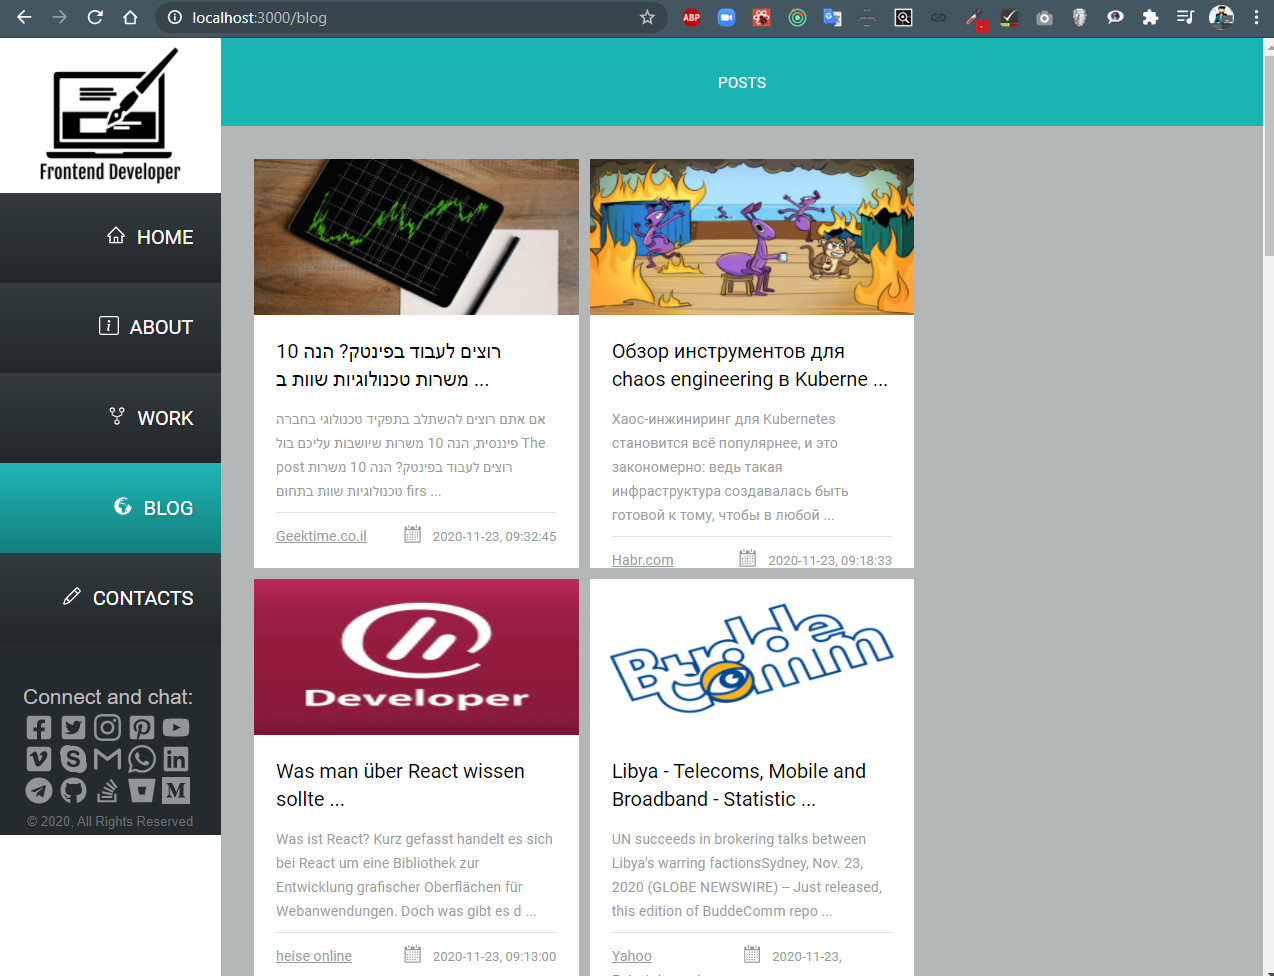 localhost:3000/blog
ABP
Frontend Developer
HOME
ABOUT
WORK
BLOG
CONTACTS
Connect and chat:
© 2020, All Rights Reserved
POSTS
רוצים לעבוד בפינטק? הנה 10
משרות טכנולוגיות שוות ב ...
אם אתם רוצים להשתלב בתפקיד טכנולוגי בחברה
פיננסית, הנה 10 משרות שיושבות עליכם בול The
post רוצים לעבוד בפינטק? הנה 10 משרות
טכנולוגיות שוות בתחום firs ...
Geektime.co.il
2020-11-23, 09:32:45
Обзор инструментов для
chaos engineering в Kuberne ...
Хаос-инжиниринг для Kubernetes
становится всё популярнее, и это
закономерно: ведь такая
инфраструктура создавалась быть
готовой к тому, чтобы в любой ...
Habr.com
2020-11-23, 09:18:33
Developer
Was man über React wissen
sollte ...
Was ist React? Kurz gefasst handelt es sich
bei React um eine Bibliothek zur
Entwicklung grafischer Oberflächen für
Webanwendungen. Doch was gibt es d ...
heise online
2020-11-23, 09:13:00
Budde
Comm
Libya - Telecoms, Mobile and
Broadband - Statistic ...
UN succeeds in brokering talks between
Libya’s warring factionsSydney, Nov. 23,
2020 (GLOBE NEWSWIRE) -- Just released,
this edition of BuddeComm repo ...
Yahoo
2020-11-23,